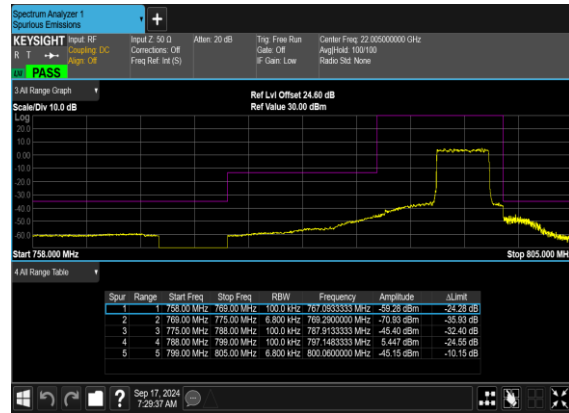 Spectrum Analyzer 1
Spurious Emissions
KEYSIGHT Input: RF Input Z: 50 Ω Atten: 20 dB Trig: Free Run Center Freq: 22.005000000 GHz
R T Coupling: DC Corrections: Off Gate: Off Avg|Hold: 100/100
Align: Off Freq Ref: Int (S) IF Gain: Low Radio Std: None
PASS
3 All Range Graph
Ref Lvl Offset 24.60 dB
Scale/Div 10.0 dB Ref Value 30.00 dBm
Log
20.0
10.0
0.00
-10.0
-20.0
-30.0
-40.0
-50.0
-60.0
Start 758.000 MHz Stop 805.000 MH
4 All Range Table
Spur Range Start Freq Stop Freq RBW Frequency Amplitude ΔLimit
1 1 758.00 MHz 769.00 MHz 100.0 kHz 767.0933333 MHz -59.28 dBm -24.28 dB
2 2 769.00 MHz 775.00 MHz 6.800 kHz 769.2900000 MHz -70.93 dBm -35.93 dB
3 3 775.00 MHz 788.00 MHz 100.0 kHz 787.9133333 MHz -45.40 dBm -32.40 dB
4 4 788.00 MHz 799.00 MHz 100.0 kHz 797.1483333 MHz 5.447 dBm -24.55 dB
5 5 799.00 MHz 805.00 MHz 6.800 kHz 800.0600000 MHz -45.15 dBm -10.15 dB
Sep 17, 2024
7:29:37 AM